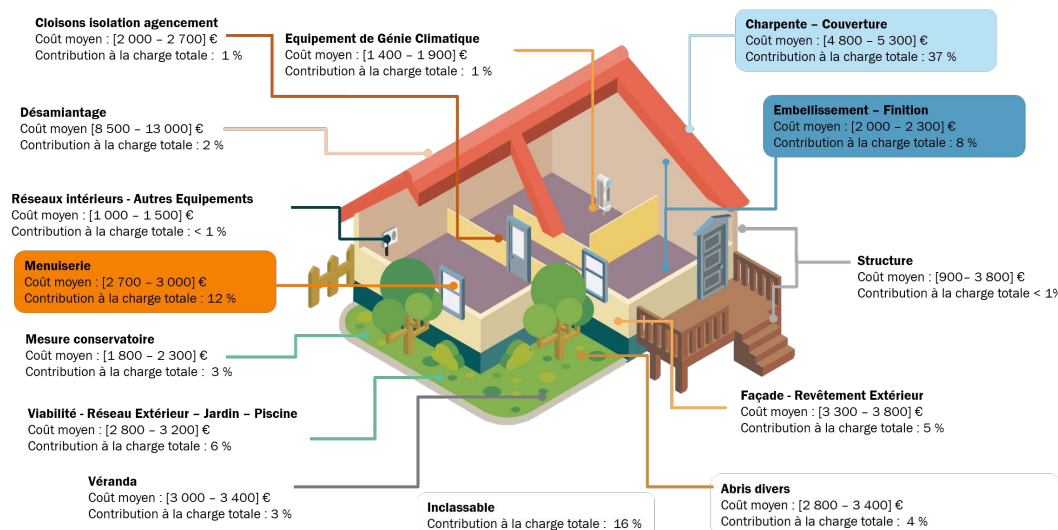 Cloisons isolation agencement
Coût moyen : [2 000 – 2 700] €
Contribution à la charge totale : 1 %
Equipement de Génie Climatique
Coût moyen : [1 400 – 1 900] €
Contribution à la charge totale : 1 %
Charpente – Couverture
Coût moyen : [4 800 – 5 300] €
Contribution à la charge totale : 37 %
Désamiantage
Coût moyen [8 500 – 13 000] €
Contribution à la charge totale : 2 %
Embellissement – Finition
Coût moyen : [2 000 – 2 300] €
Contribution à la charge totale : 8 %
Réseaux intérieurs - Autres Equipements
Coût moyen : [1 000 – 1 500] €
Contribution à la charge totale : < 1 %
Menuiserie
Coût moyen : [2 700 – 3 000] €
Contribution à la charge totale : 12 %
Structure
Coût moyen : [900– 3 800] €
Contribution à la charge totale < 1%
Mesure conservatoire
Coût moyen : [1 800 – 2 300] €
Contribution à la charge totale : 3 %
Façade - Revêtement Extérieur
Coût moyen : [3 300 – 3 800] €
Contribution à la charge totale : 5 %
Viabilité - Réseau Extérieur – Jardin – Piscine
Coût moyen : [2 800 – 3 200] €
Contribution à la charge totale : 6 %
Véranda
Coût moyen : [3 000 – 3 400] €
Contribution à la charge totale : 3 %
Inclassable
Contribution à la charge totale : 16 %
Abris divers
Coût moyen : [2 800 – 3 400] €
Contribution à la charge totale : 4 %